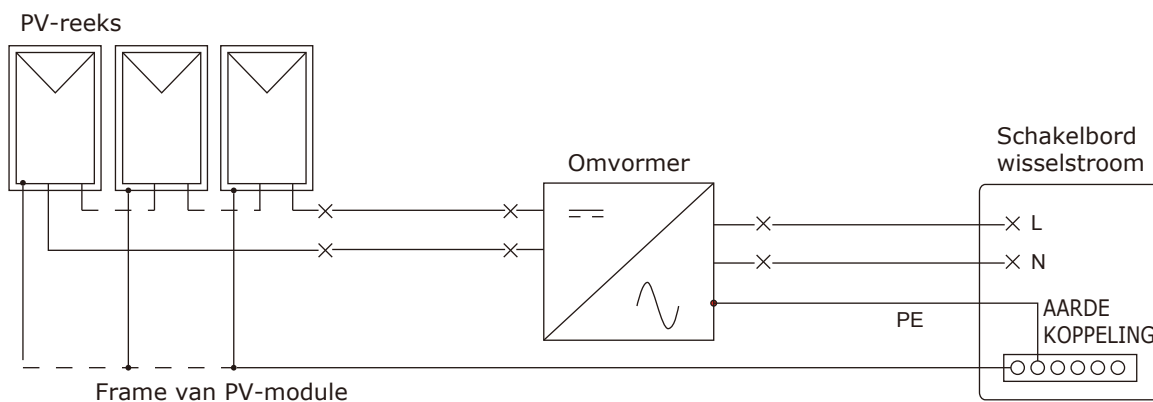 PV-reeks
Omvormer
Schakelbord
wisselstroom
L
N
PE
AARDE
KOPPELING
Frame van PV-module